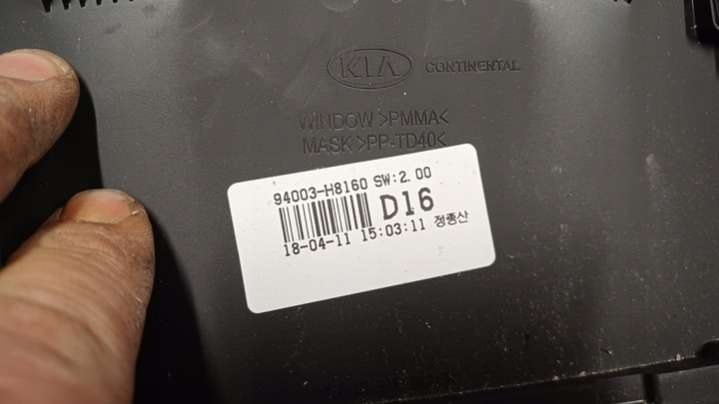 KIA CONTINENTAL
WINDOW >PMMA<
MASK >PP-TD40<
94003-H8160 SW:2.00
D16
18-04-11 15:03:11 정종산